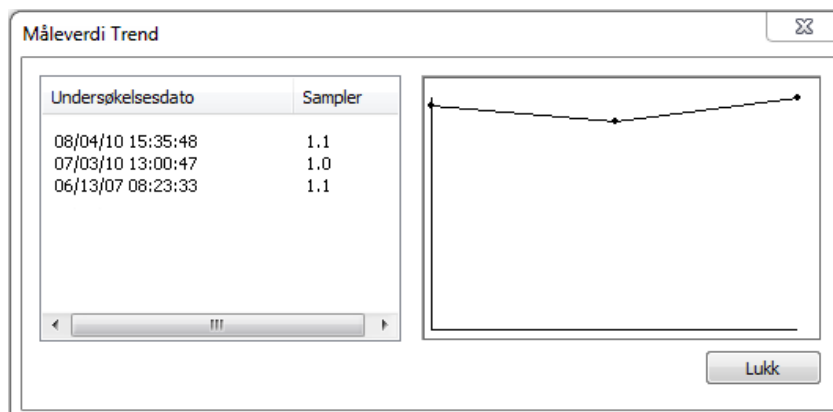 Måleverdi Trend
Undersøkelsesdato Sampler
08/04/10 15:35:48 1.1
07/03/10 13:00:47 1.0
06/13/07 08:23:33 1.1
Lukk